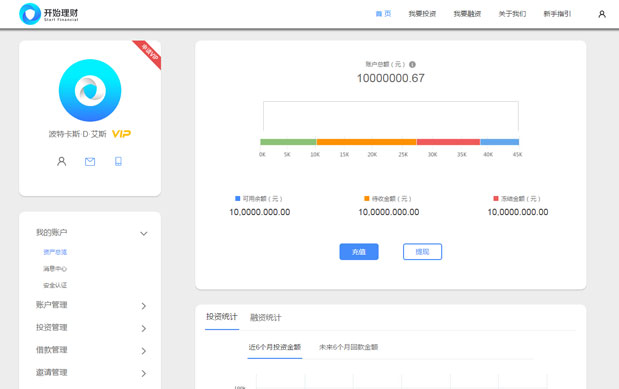 开始理财
Start Financial
首 页 我要投资 我要融资 关于我们 新手指引
申请VIP
波特卡斯·D·艾斯 VIP
我的账户
资产总览
消息中心
安全认证
账户管理
投资管理
借款管理
邀请管理
账户总额（元）
10000000.67
0K 5K 10K 15K 20K 25K 30K 35K 40K 45K
可用余额（元） 待收金额（元） 冻结金额（元）
10,0000.000.00 10,0000.000.00 10,0000.000.00
充值 提现
投资统计 融资统计
近6个月投资金额 未来6个月回款金额
100k